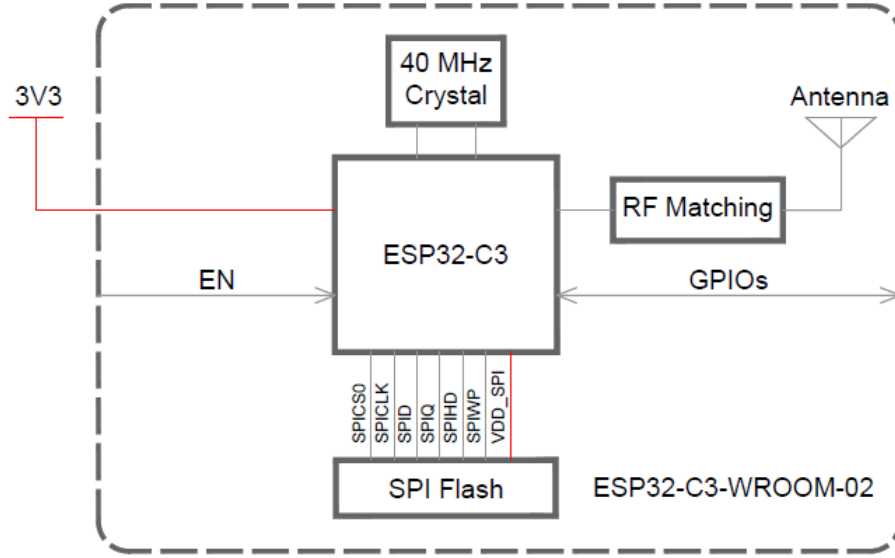 40 MHz
Crystal
3V3
Antenna
RF Matching
ESP32-C3
EN
GPIOs
SPICS0
SPICLK
SPID
SPIQ
SPIHD
SPIWP
VDD_SPI
SPI Flash
ESP32-C3-WROOM-02